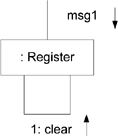 msg1
: Register
1: clear